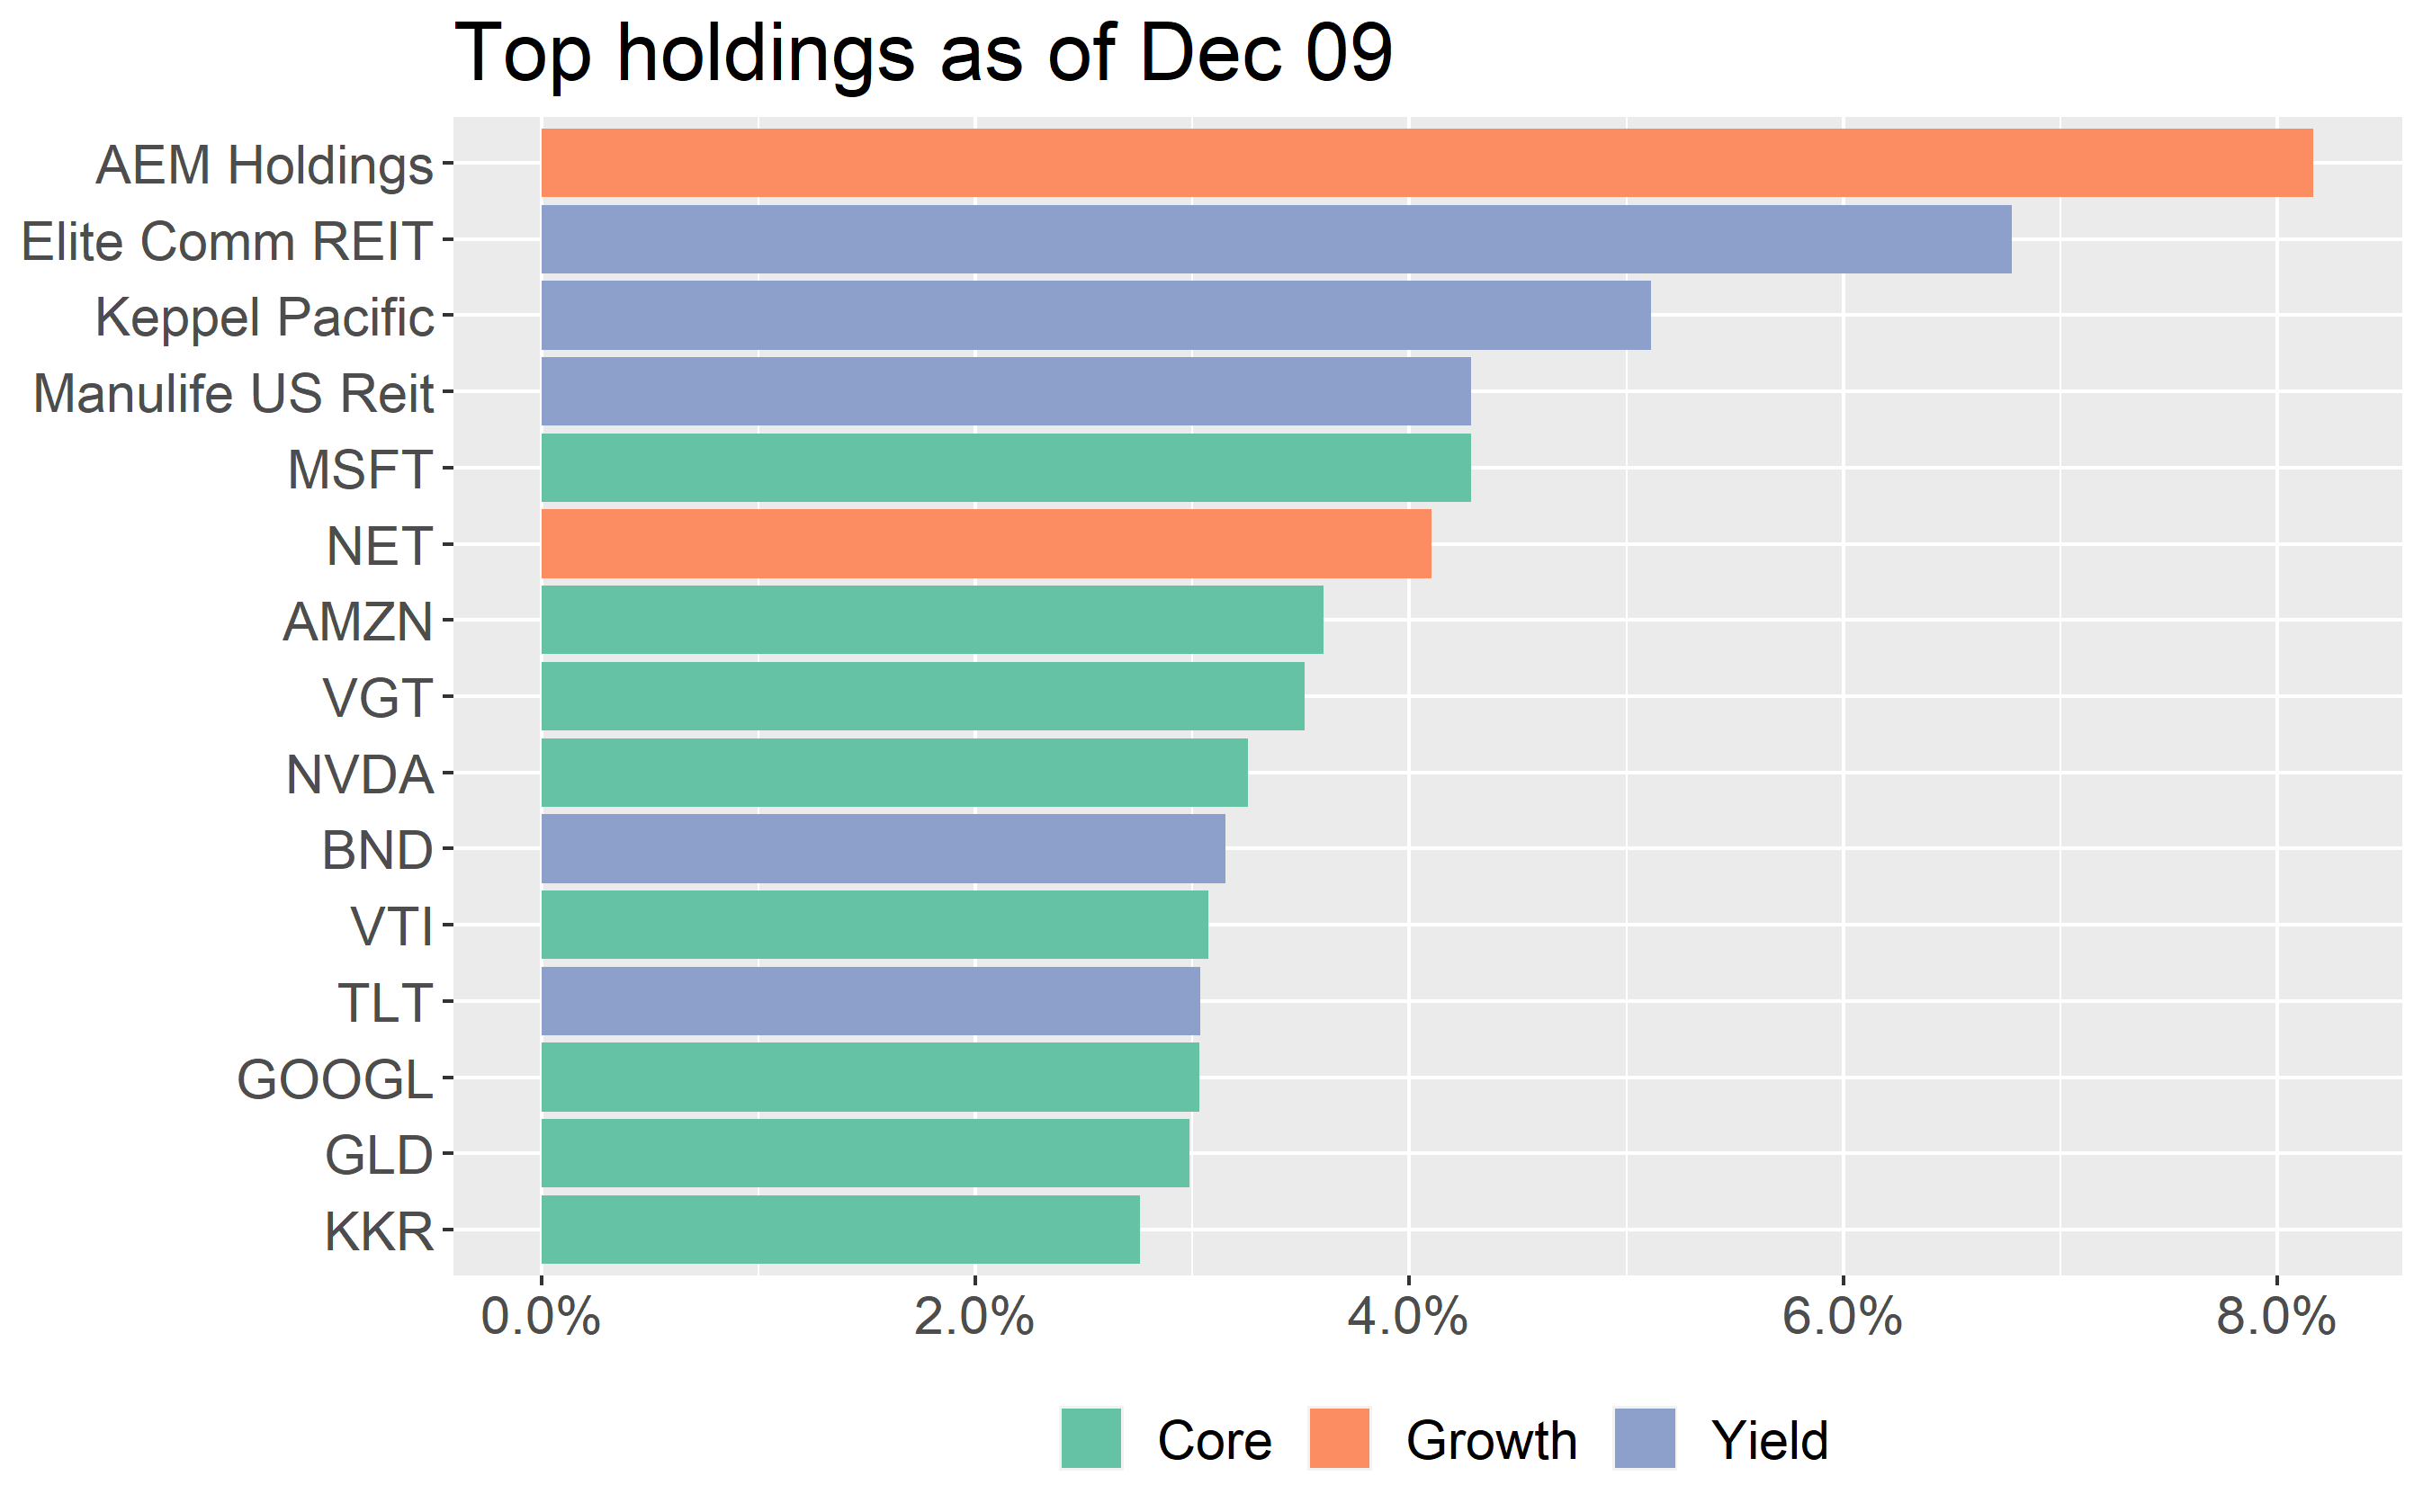 Top holdings as of Dec 09
AEM Holdings
Elite Comm REIT
Keppel Pacific
Manulife US Reit
MSFT
NET
AMZN
VGT
NVDA
BND
VTI
TLT
GOOGL
GLD
KKR
0.0% 2.0% 4.0% 6.0% 8.0%
Core Growth Yield